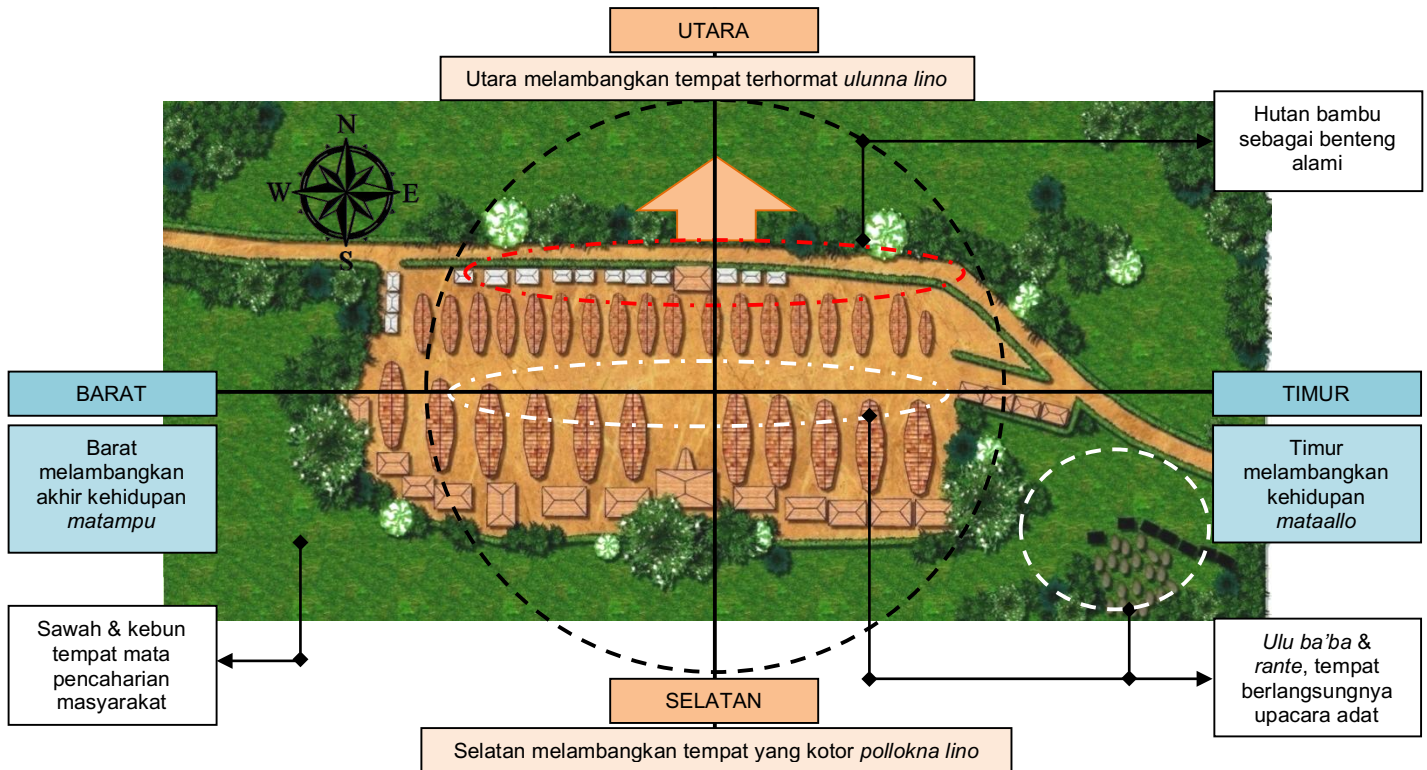 UTARA
Utara melambangkan tempat terhormat ulunna lino
Hutan bambu
sebagai benteng
alami
N
W
E
S
BARAT
Barat
melambangkan
akhir kehidupan
matampu
TIMUR
Timur
melambangkan
kehidupan
mataallo
Sawah & kebun
tempat mata
pencaharian
masyarakat
Ulu ba’ba &
rante, tempat
berlangsungnya
upacara adat
SELATAN
Selatan melambangkan tempat yang kotor pollokna lino